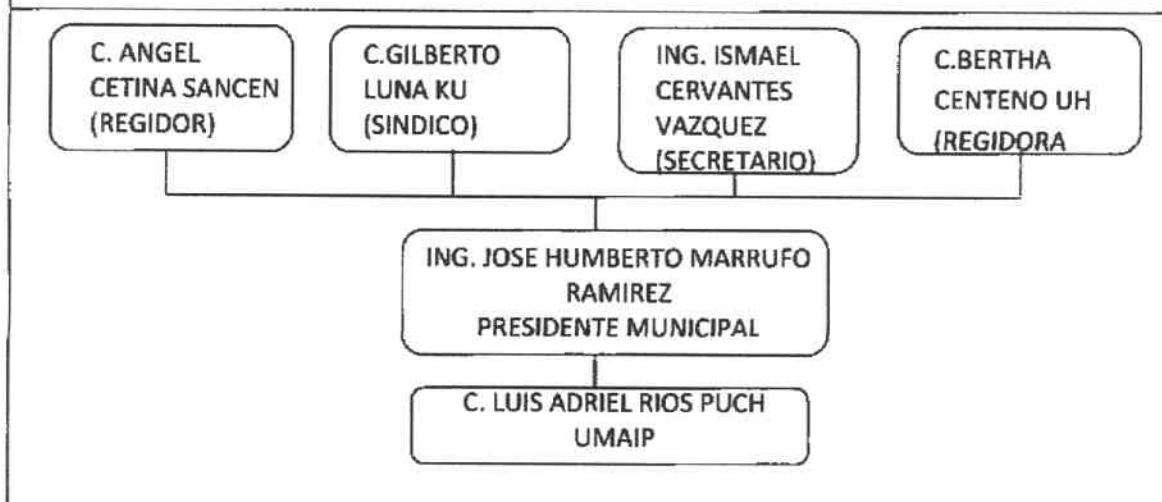 C. ANGEL
CETINA SANCEN
(REGIDOR)
C.GILBERTO
LUNA KU
(SINDICO)
ING. ISMAEL
CERVANTES
VAZQUEZ
(SECRETARIO)
C.BERTHA
CENTENO UH
(REGIDORA
ING. JOSE HUMBERTO MARRUFO
RAMIREZ
PRESIDENTE MUNICIPAL
C. LUIS ADRIEL RIOS PUCH
UMAIP